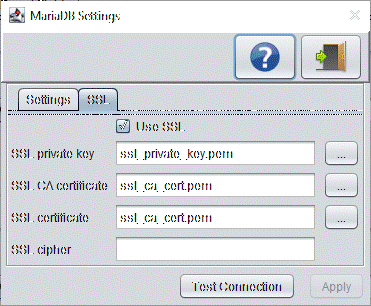 MariaDB Settings
Settings SSL
Use SSL
SSL private key ssl_private_key.pem ...
SSL CA certificate ssl_ca_cert.pem ...
SSL certificate ssl_ca_cert.pem ...
SSL cipher
Test Connection Apply